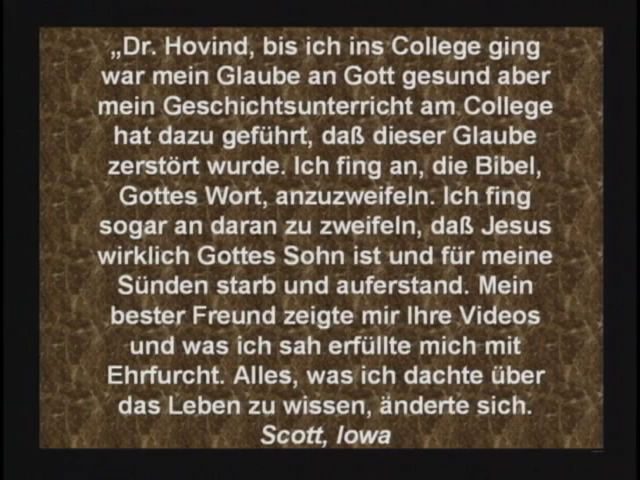 „Dr. Hovind, bis ich ins College ging
war mein Glaube an Gott gesund aber
mein Geschichtsunterricht am College
hat dazu geführt, daß dieser Glaube
zerstört wurde. Ich fing an, die Bibel,
Gottes Wort, anzuzweifeln. Ich fing
sogar an daran zu zweifeln, daß Jesus
wirklich Gottes Sohn ist und für meine
Sünden starb und auferstand. Mein
bester Freund zeigte mir Ihre Videos
und was ich sah erfüllte mich mit
Ehrfurcht. Alles, was ich dachte über
das Leben zu wissen, änderte sich.
Scott, Iowa